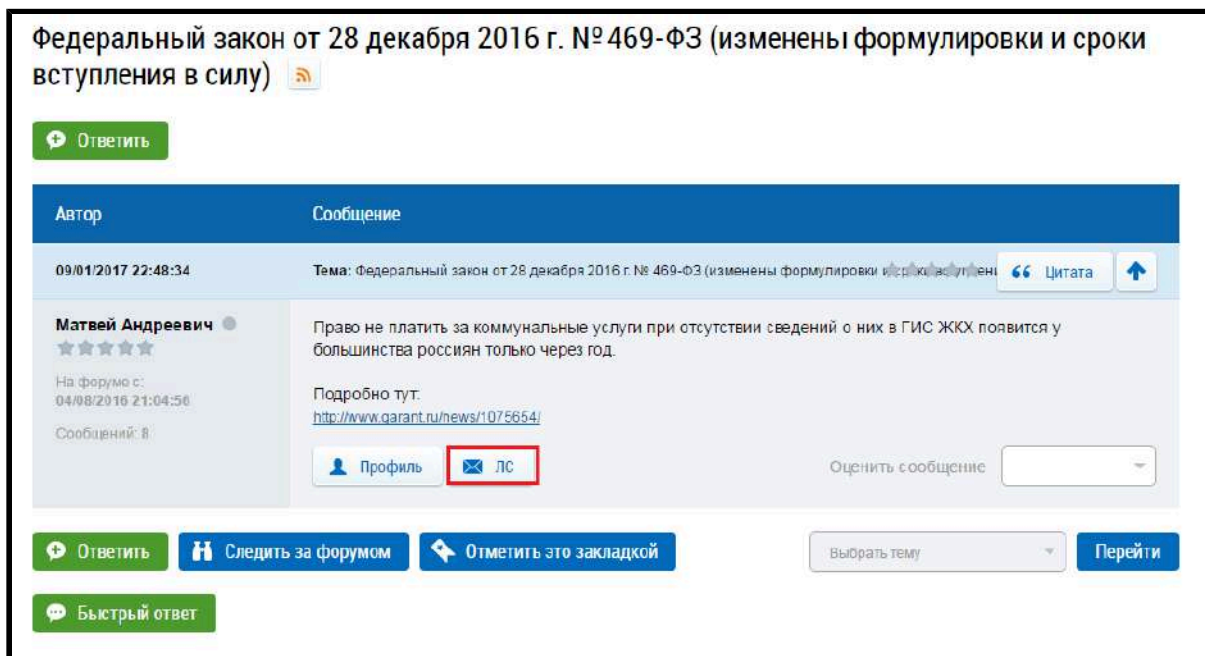 Федеральный закон от 28 декабря 2016 г. № 469-ФЗ (изменены формулировки и сроки
вступления в силу)
Ответить
Автор Сообщение
09/01/2017 22:48:34 Тема: Федеральный закон от 28 декабря 2016 г. № 469-ФЗ (изменены формулировки и Цитата
Матвей Андреевич
Право не платить за коммунальные услуги при отсутствии сведений о них в ГИС ЖКХ появится у
большинства россиян только через год.
На форумо с:
04/08/2016 21:04:56
Сообщений: 8
Подробно тут:
http://www.garant.ru/news/1075654/
Профиль ЛС Оценить сообщение
Ответить Следить за форумом Отметить это закладкой Выбрать тему Перейти
Быстрый ответ